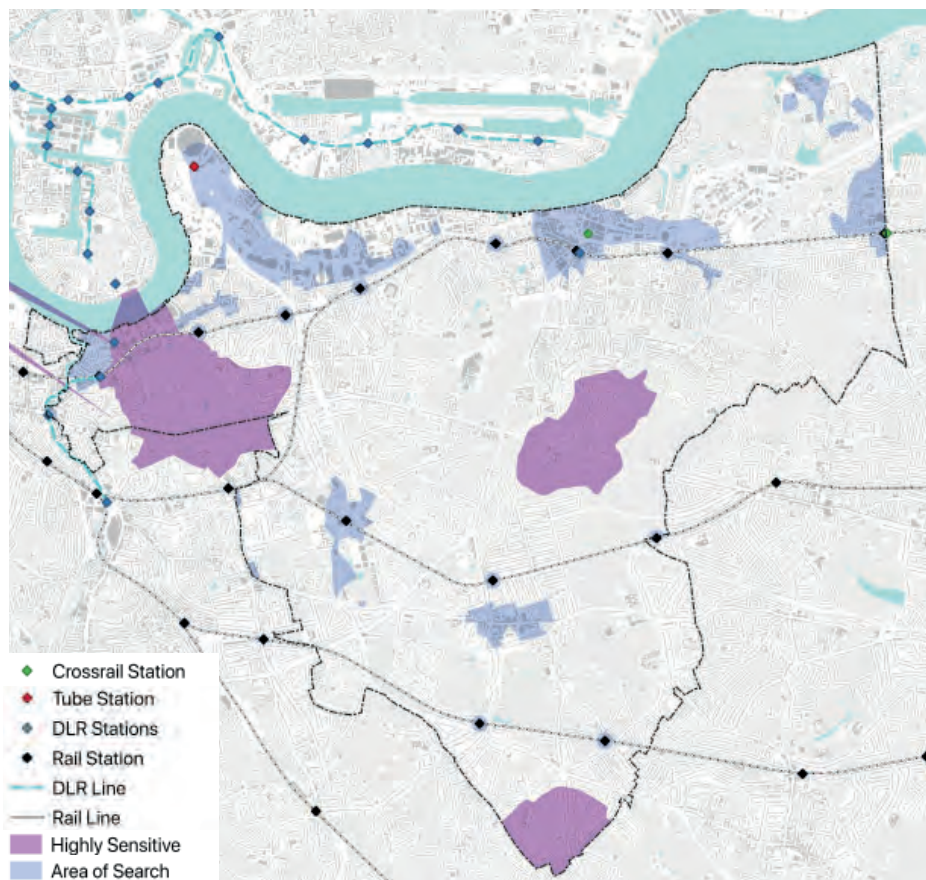 Crossrail Station
Tube Station
DLR Stations
Rail Station
DLR Line
Rail Line
Highly Sensitive
Area of Search